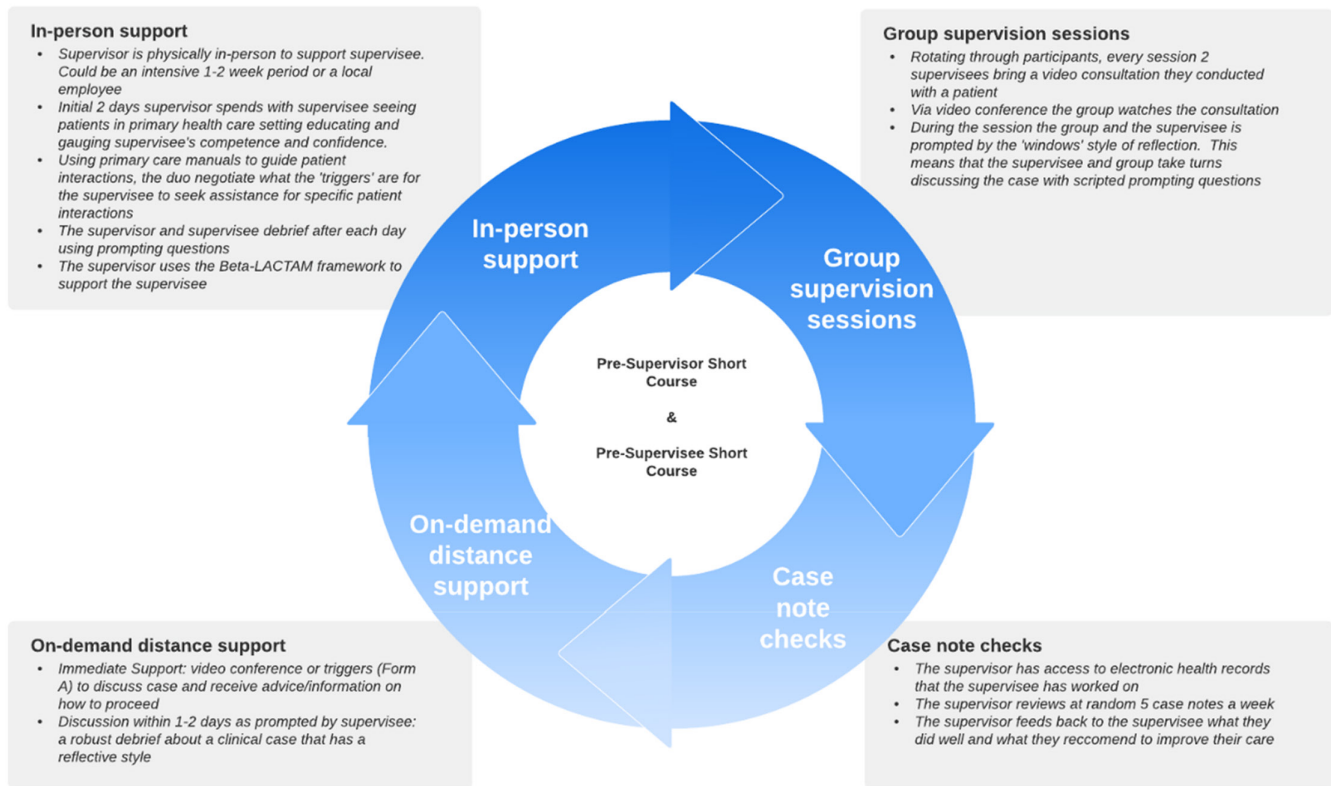 In-person support
• Supervisor is physically in-person to support supervisee.
Could be an intensive 1-2 week period or a local
employee
• Initial 2 days supervisor spends with supervisee seeing
patients in primary health care setting educating and
gauging supervisee's competence and confidence.
• Using primary care manuals to guide patient
interactions, the duo negotiate what the 'triggers' are for
the supervisee to seek assistance for specific patient
interactions
• The supervisor and supervisee debrief after each day
using prompting questions
• The supervisor uses the Beta-LACTAM framework to
support the supervisee
Group supervision sessions
• Rotating through participants, every session 2
supervisees bring a video consultation they conducted
with a patient
• Via video conference the group watches the consultation
• During the session the group and the supervisee is
prompted by the 'windows' style of reflection. This
means that the supervisee and group take turns
discussing the case with scripted prompting questions
In-person
support
Group
supervision
sessions
Pre-Supervisor Short
Course
&
Pre-Supervisee Short
Course
On-demand
distance
support
Case
note
checks
On-demand distance support
• Immediate Support: video conference or triggers (Form
A) to discuss case and receive advice/information on
how to proceed
• Discussion within 1-2 days as prompted by supervisee:
a robust debrief about a clinical case that has a
reflective style
Case note checks
• The supervisor has access to electronic health records
that the supervisee has worked on
• The supervisor reviews at random 5 case notes a week
• The supervisor feeds back to the supervisee what they
did well and what they reccomend to improve their care